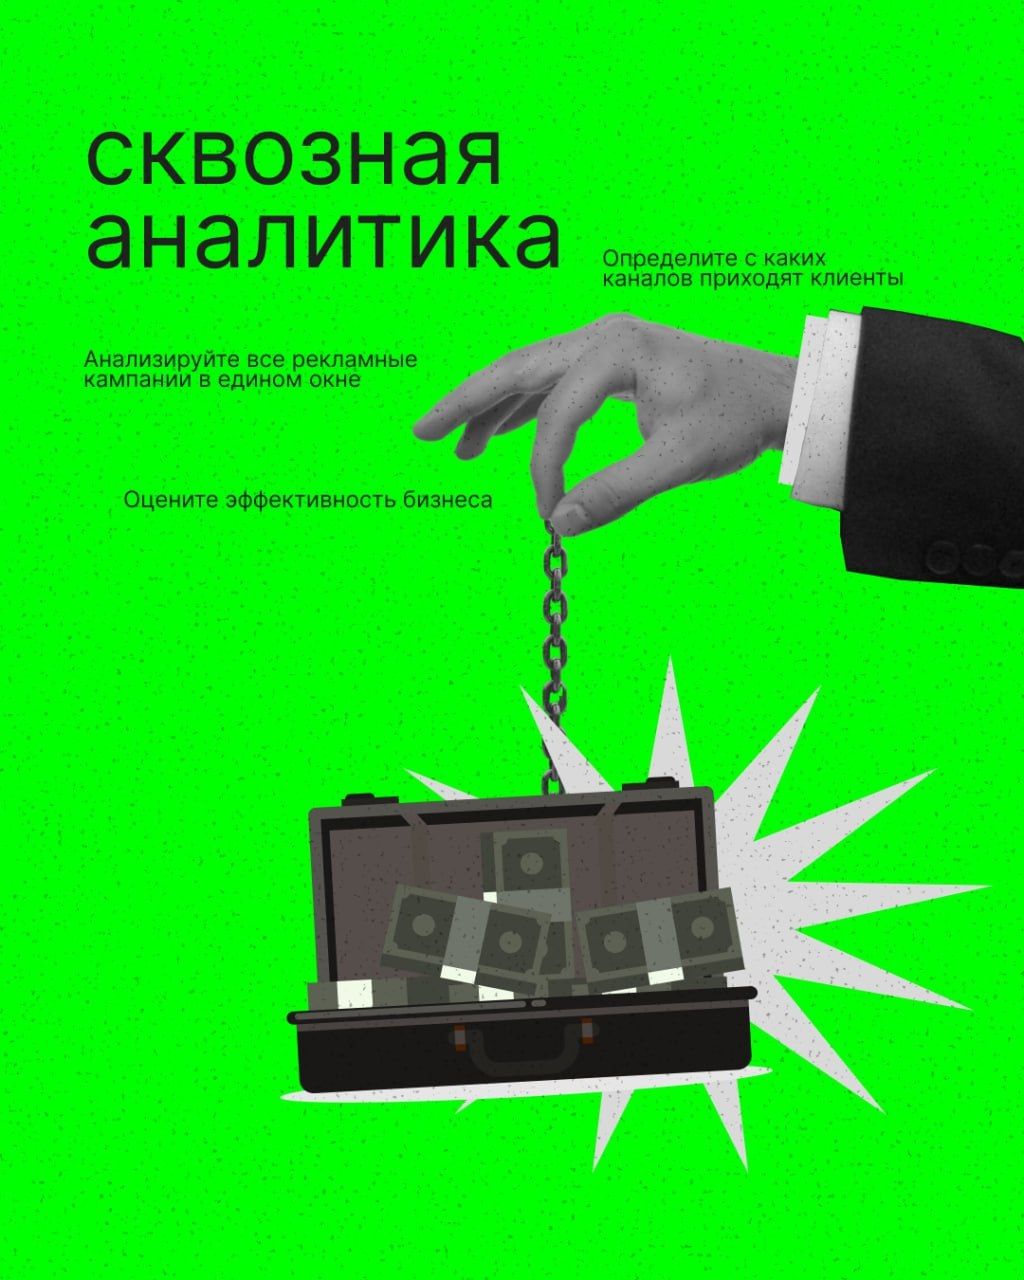 сквозная
аналитика
Определите с каких
каналов приходят клиенты
Анализируйте все рекламные
кампании в едином окне
Оцените эффективность бизнеса